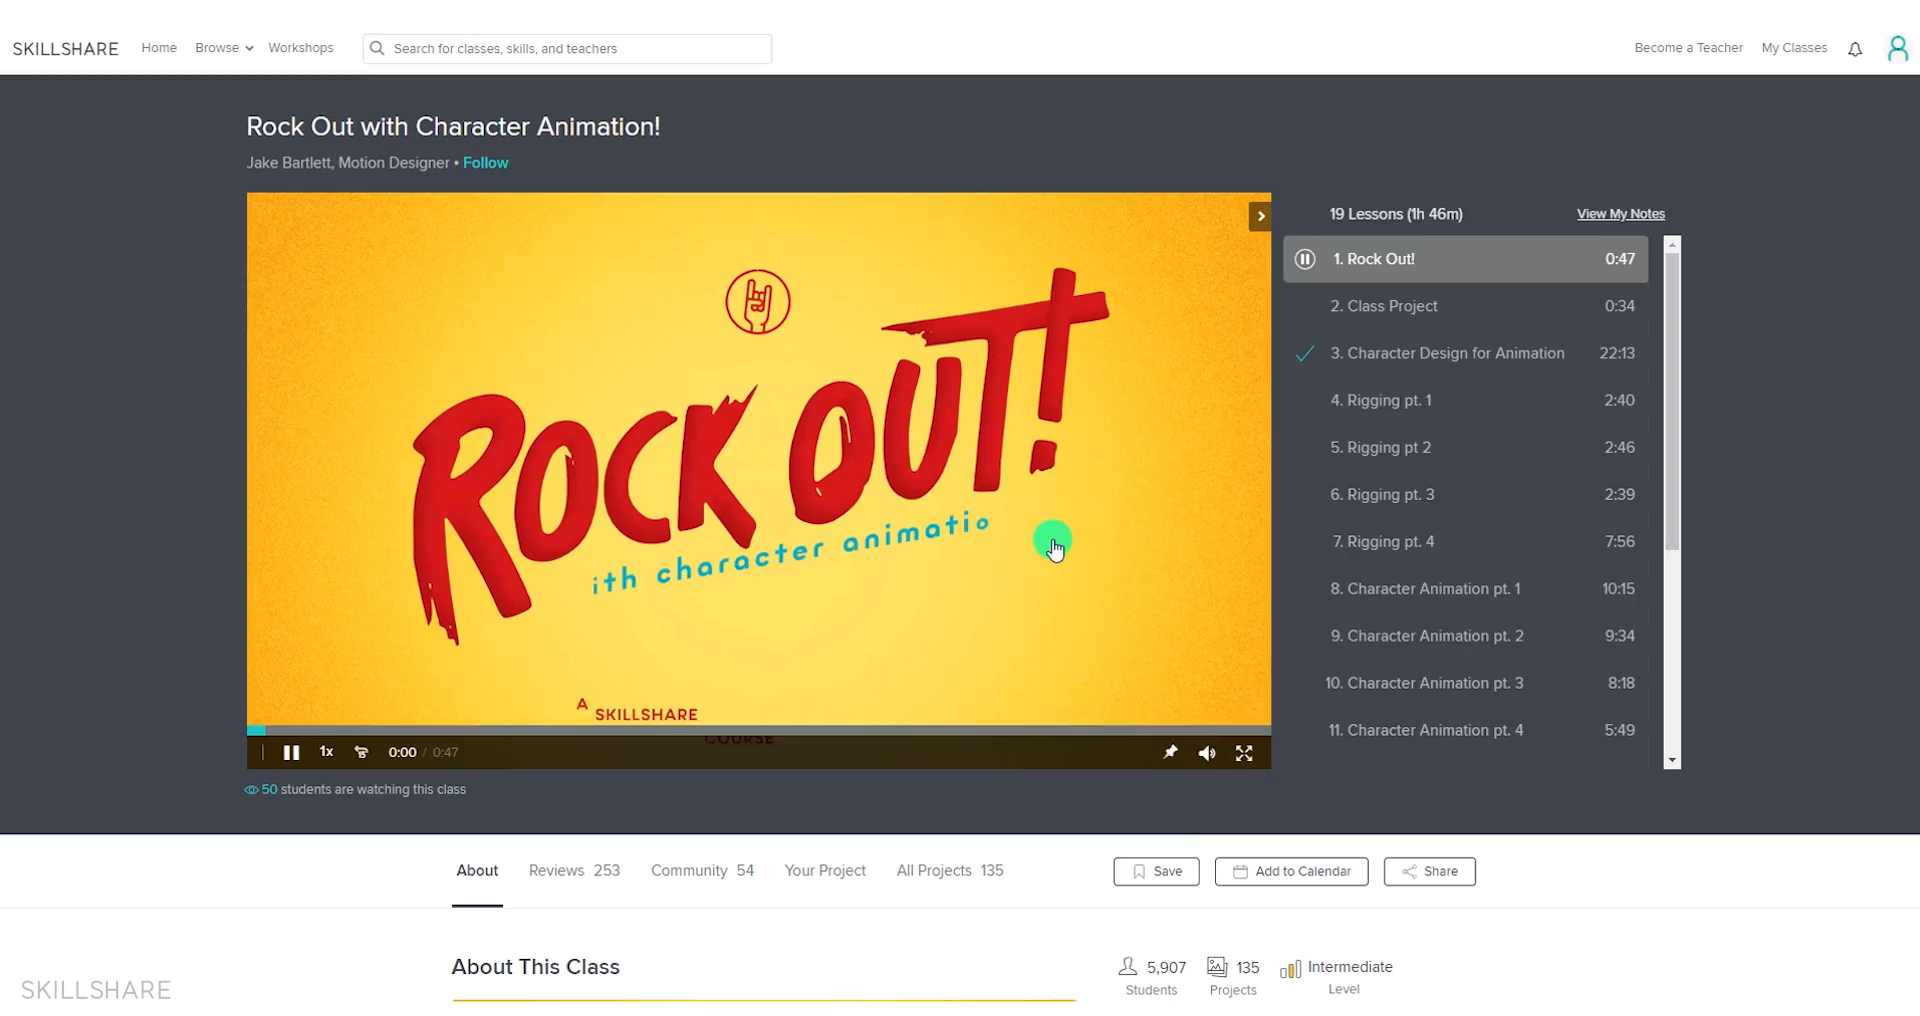 SKILLSHARE Home Browse Workshops Search for classes, skills, and teachers Become a Teacher My Classes
Rock Out with Character Animation!
Jake Bartlett, Motion Designer • Follow
ROCK OUT!
ith character animatio
A SKILLSHARE
COURSE
1x 15 0:00 / 0:47
50 students are watching this class
19 Lessons (1h 46m) View My Notes
1. Rock Out! 0:47
2. Class Project 0:34
3. Character Design for Animation 22:13
4. Rigging pt. 1 2:40
5. Rigging pt 2 2:46
6. Rigging pt. 3 2:39
7. Rigging pt. 4 7:56
8. Character Animation pt. 1 10:15
9. Character Animation pt. 2 9:34
10. Character Animation pt. 3 8:18
11. Character Animation pt. 4 5:49
About Reviews 253 Community 54 Your Project All Projects 135 Save Add to Calendar Share
About This Class
5,907 Students
135 Projects
Intermediate Level
SKILLSHARE